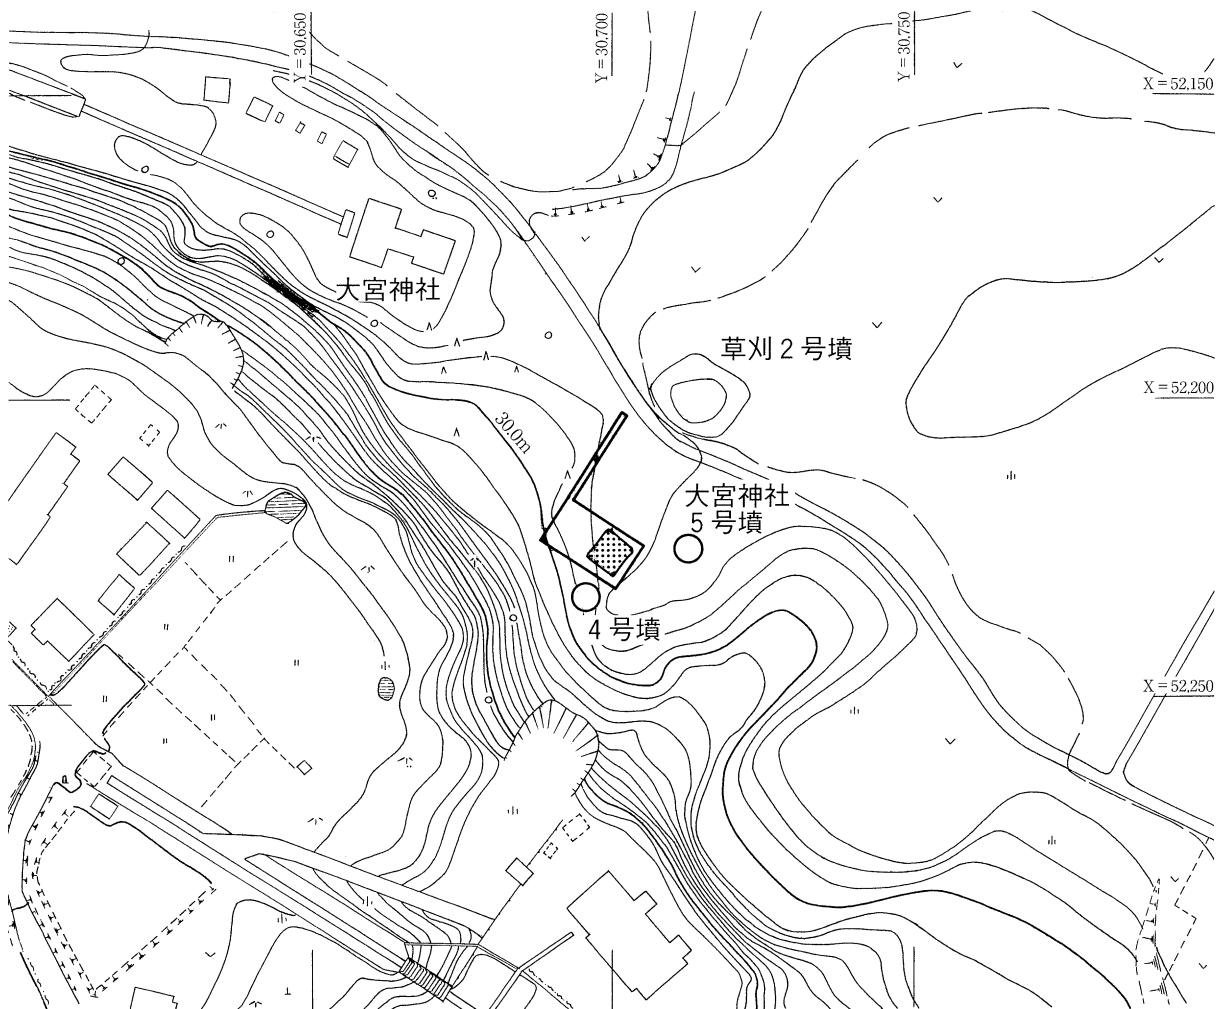 Y = 30,650
Y = 30,700
Y = 30,750
X = 52,150
大宮神社
草刈２号墳
X = 52,200
30.0m
大宮神社
５号墳
４号墳
X = 52,250